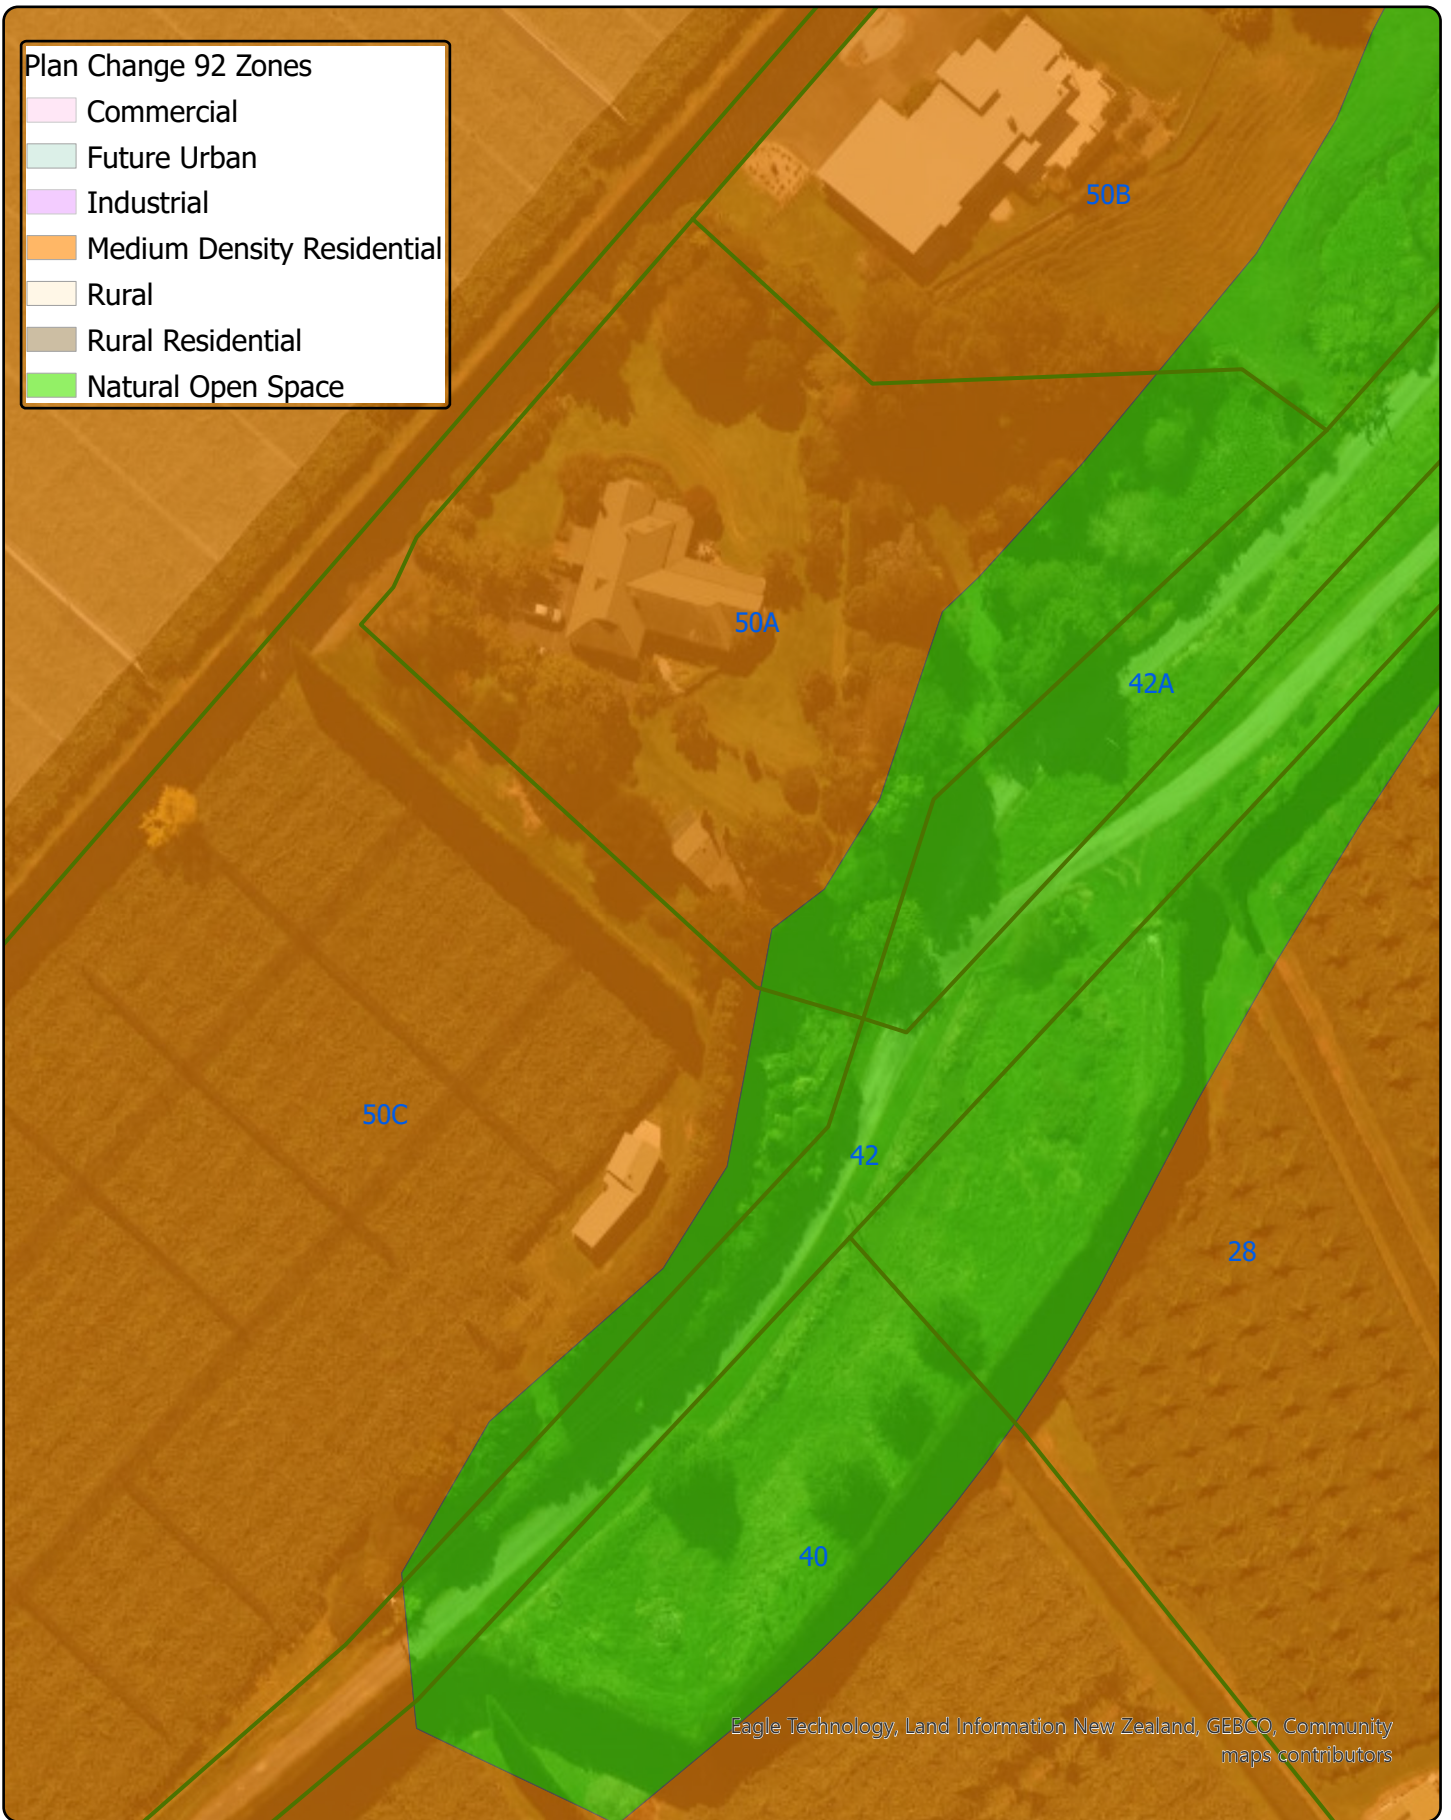 Plan Change 92 Zones
Commercial
Future Urban
Industrial
Medium Density Residential
Rural
Rural Residential
Natural Open Space
50B
50A
42A
50C
42
28
40
Eagle Technology, Land Information New Zealand, GEBCO, Community
maps contributors